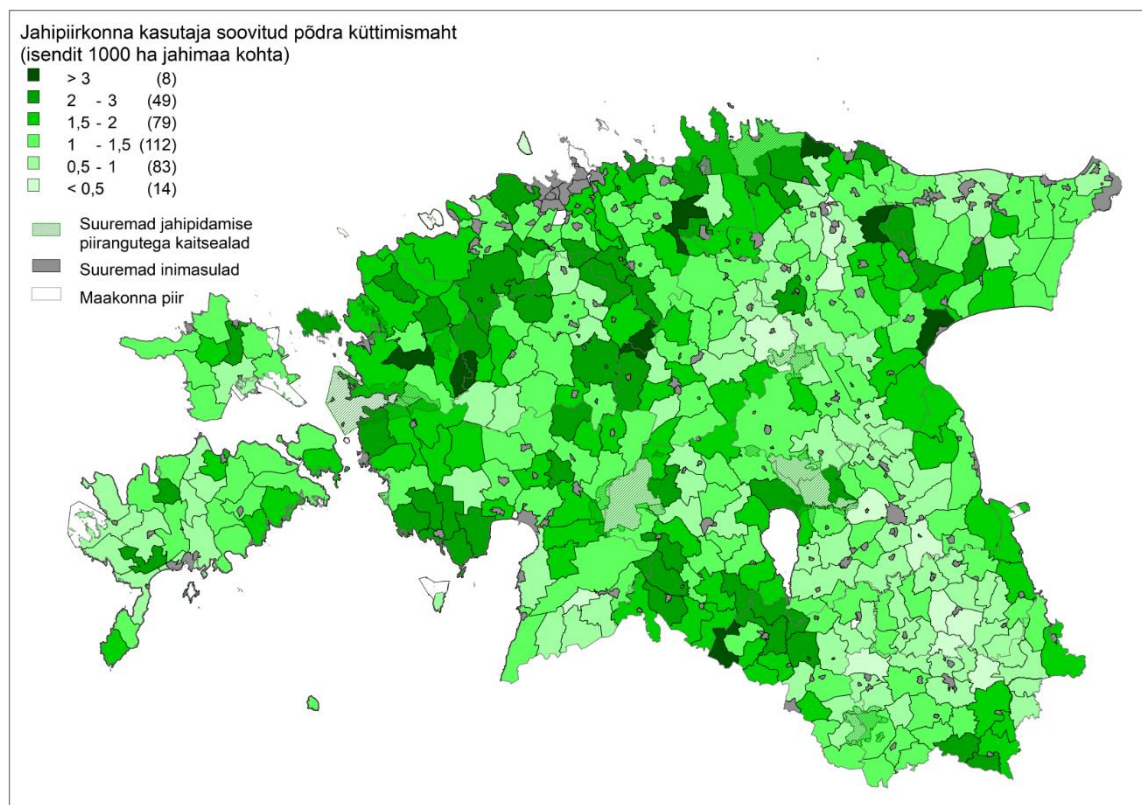 Jahipiirkonna kasutaja soovitud põdra küttimismaht
(isendit 1000 ha jahimaa kohta)
> 3 (8)
2 - 3 (49)
1,5 - 2 (79)
1 - 1,5 (112)
0,5 - 1 (83)
< 0,5 (14)
Suuremad jahipidamise
piirangutega kaitsealad
Suuremad inimasulad
Maakonna piir